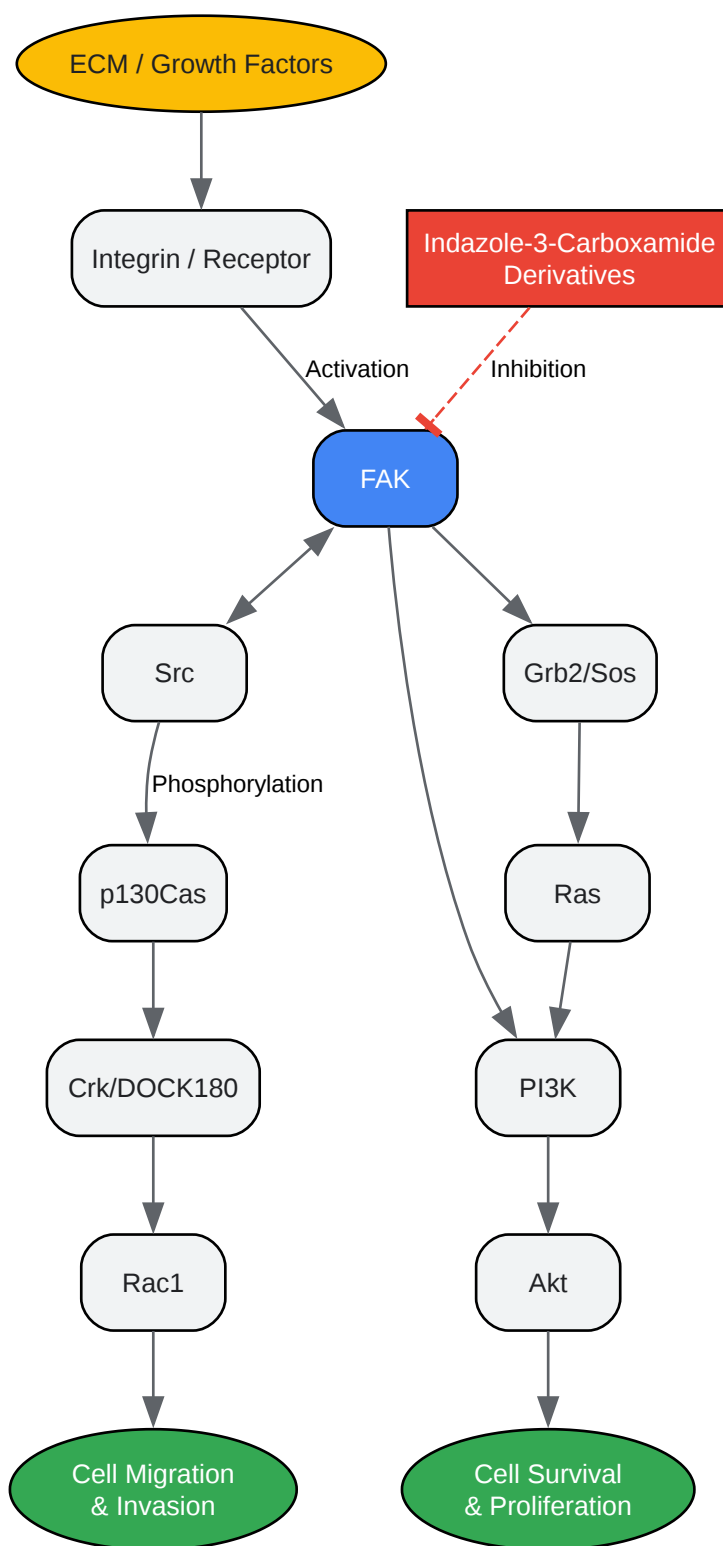 ECM / Growth Factors
Integrin / Receptor
Indazole-3-Carboxamide
Derivatives
Activation
Inhibition
FAK
Src
Grb2/Sos
Phosphorylation
p130Cas
Ras
Crk/DOCK180
PI3K
Rac1
Akt
Cell Migration
& Invasion
Cell Survival
& Proliferation